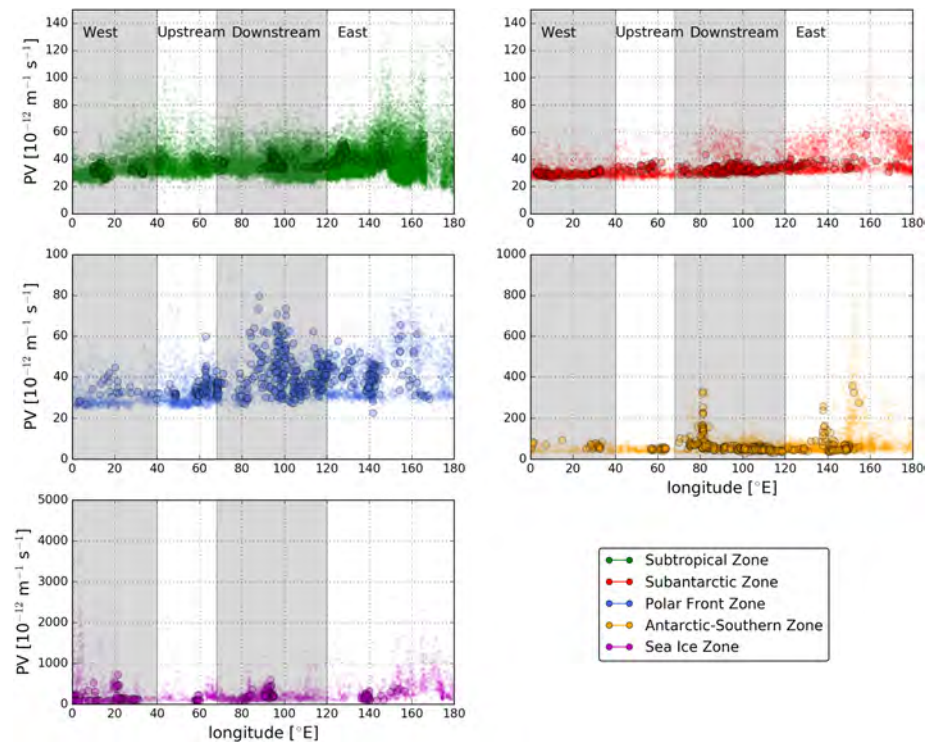 140
120
100
80
60
40
20
0
PV [10⁻¹² m⁻¹ s⁻¹]
West Upstream Downstream East
0 20 40 60 80 100 120 140 160 180
140
120
100
80
60
40
20
0
West Upstream Downstream East
0 20 40 60 80 100 120 140 160 180
100
80
60
40
20
0
PV [10⁻¹² m⁻¹ s⁻¹]
0 20 40 60 80 100 120 140 160 180
1000
800
600
400
200
0
0 20 40 60 80 100 120 140 160 180
longitude [°E]
5000
4000
3000
2000
1000
0
PV [10⁻¹² m⁻¹ s⁻¹]
0 20 40 60 80 100 120 140 160 180
longitude [°E]
Subtropical Zone
Subantarctic Zone
Polar Front Zone
Antarctic-Southern Zone
Sea Ice Zone